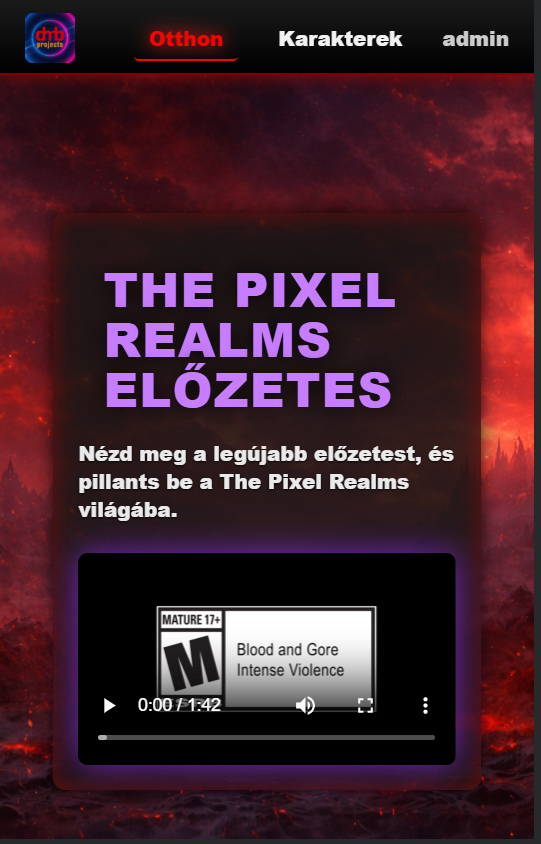 dmb
projects
Otthon
Karakterek
admin
THE PIXEL
REALMS
ELŐZETES
Nézd meg a legújabb előzetest, és
pillants be a The Pixel Realms
világába.
MATURE 17+
M
Blood and Gore
Intense Violence
0:00 / 1:42